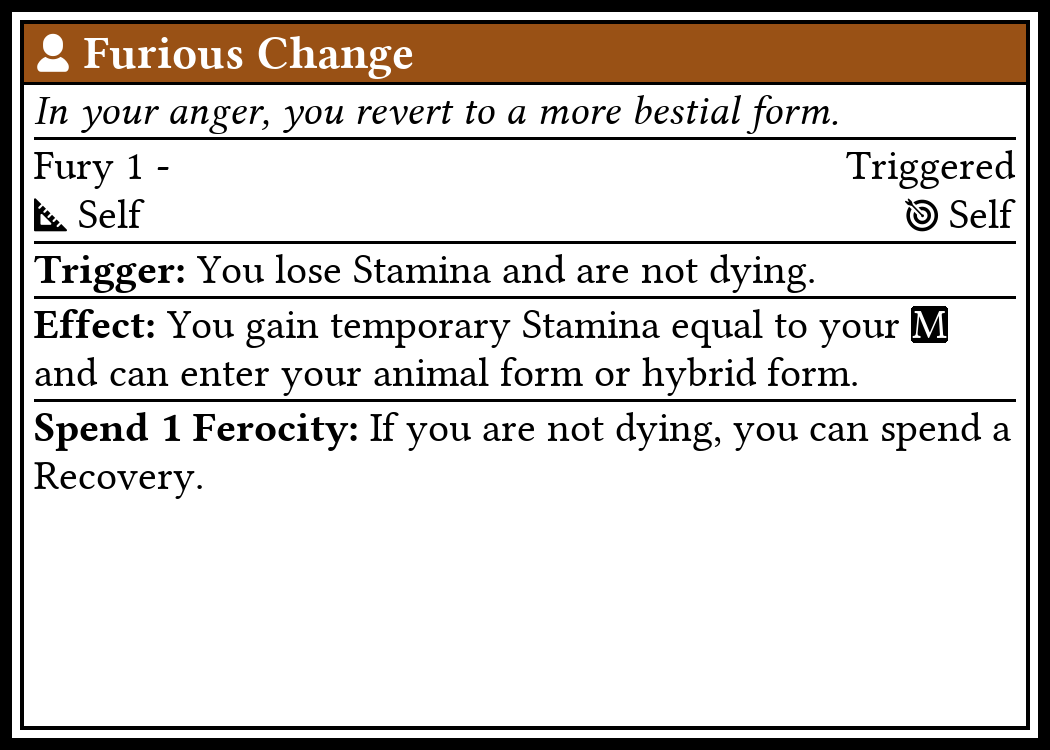 Furious Change
In your anger, you revert to a more bestial form.
Fury 1 -
Triggered
Self
Self
Trigger: You lose Stamina and are not dying.
Effect: You gain temporary Stamina equal to your M
and can enter your animal form or hybrid form.
Spend 1 Ferocity: If you are not dying, you can spend a
Recovery.